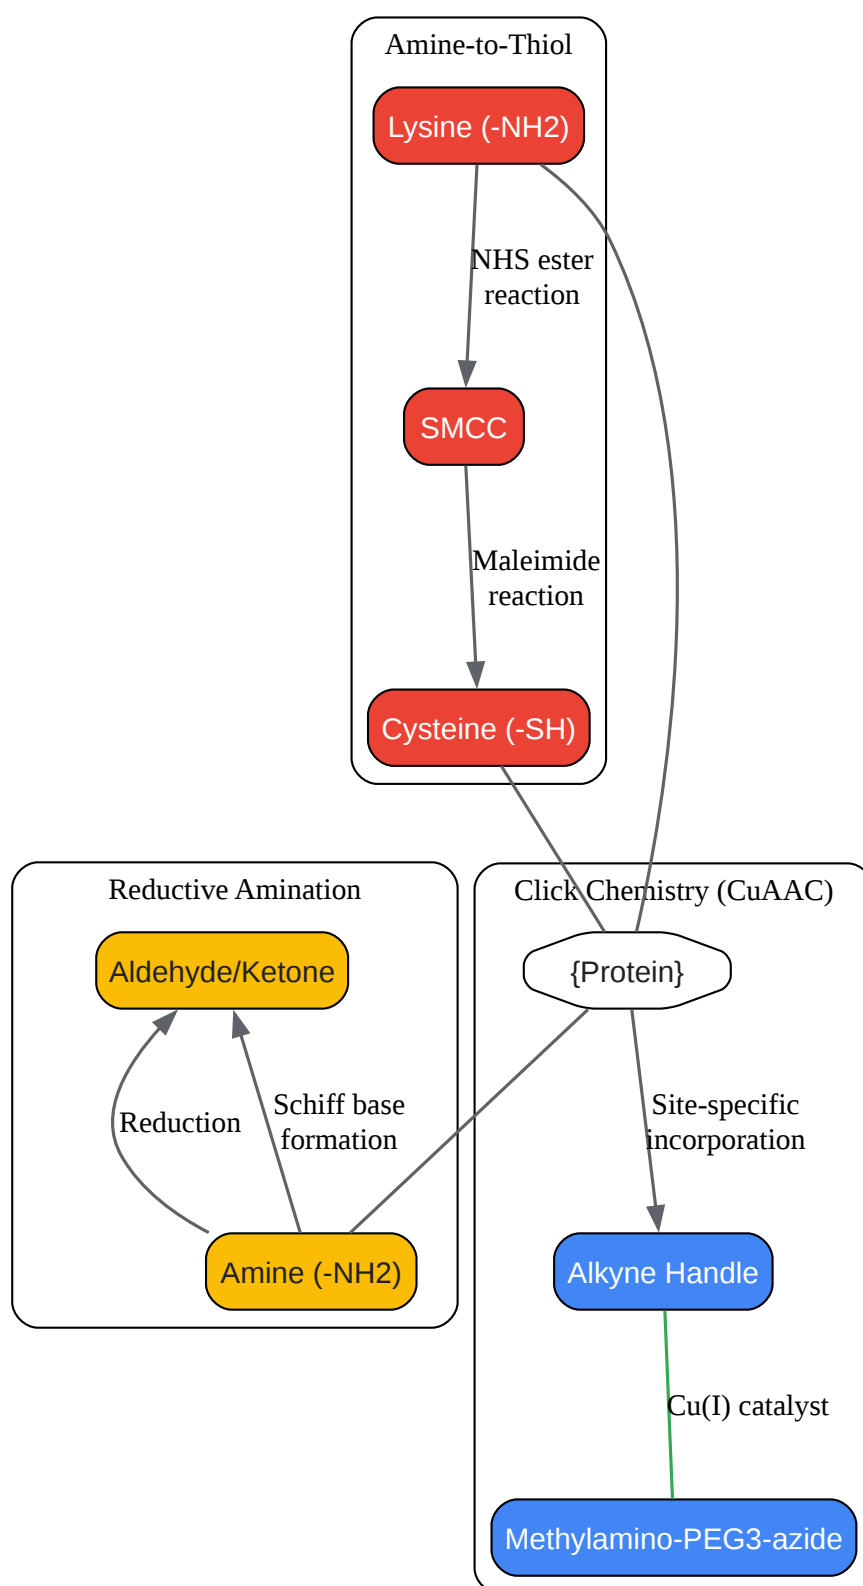 Amine-to-Thiol
Lysine (-NH2)
NHS ester
reaction
SMCC
Maleimide
reaction
Cysteine (-SH)
Reductive Amination
Click Chemistry (CuAAC)
Aldehyde/Ketone
{Protein}
Reduction
Schiff base
formation
Site-specific
incorporation
Amine (-NH2)
Alkyne Handle
Cu(I) catalyst
Methylamino-PEG3-azide